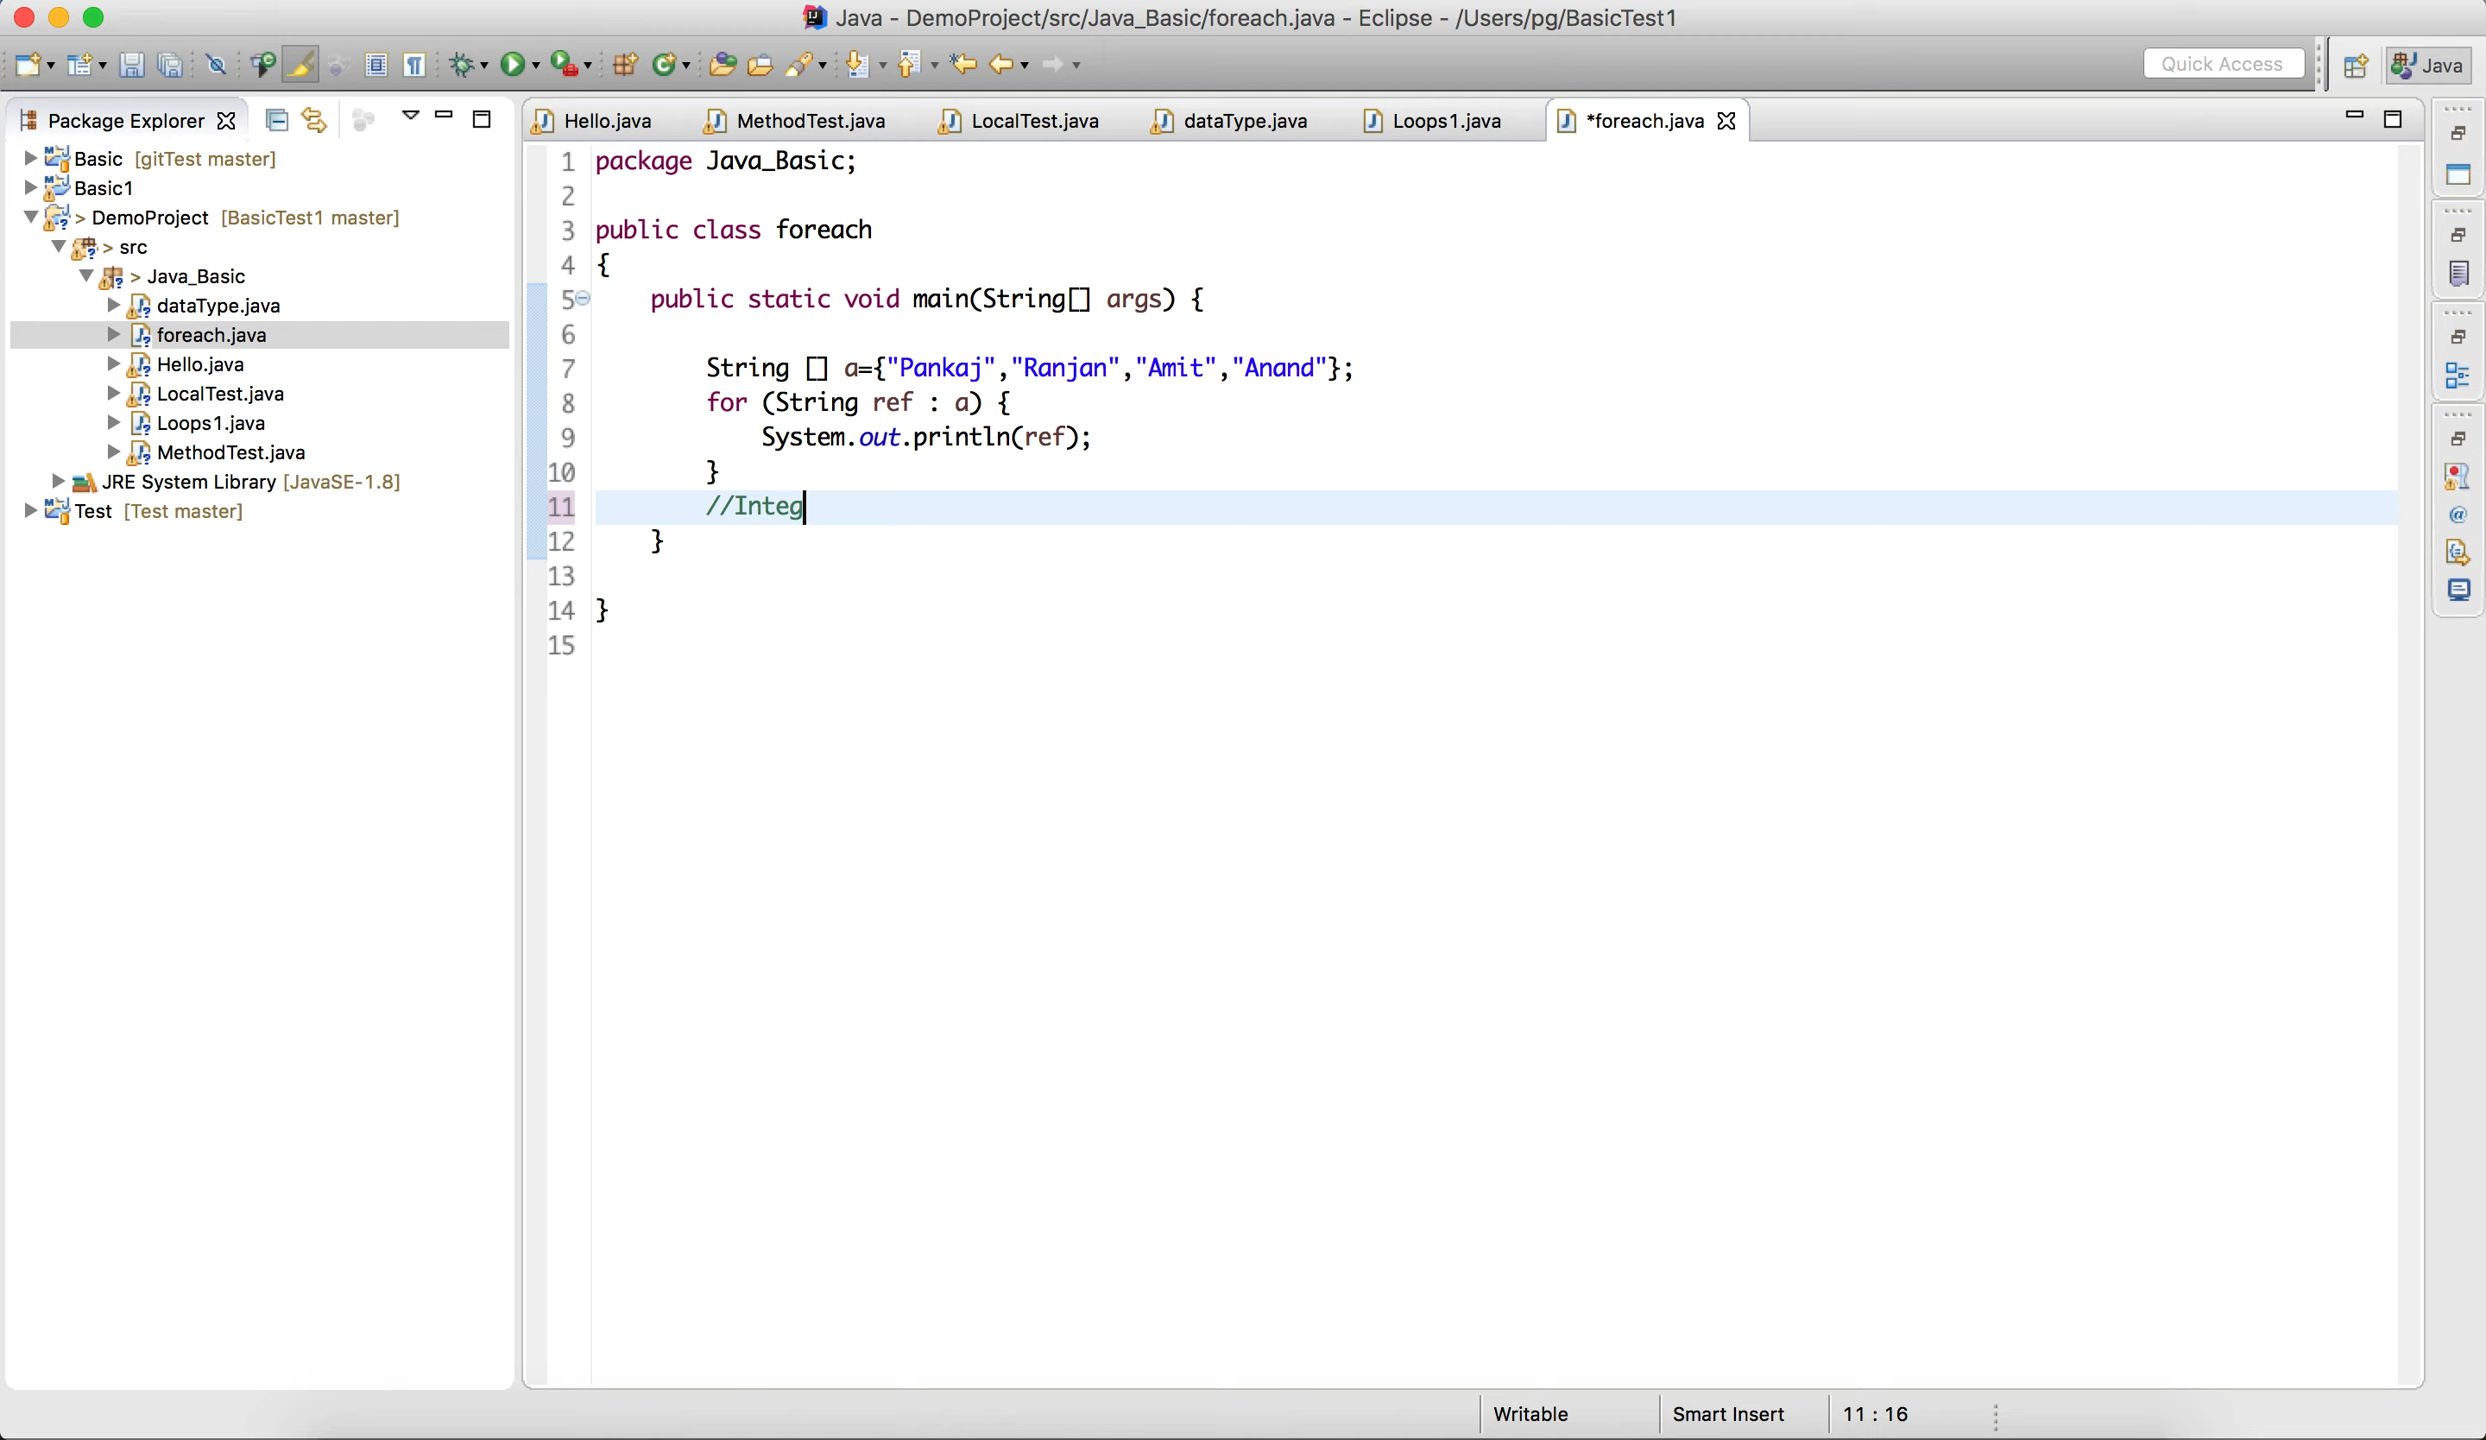 Java - DemoProject/src/Java_Basic/foreach.java - Eclipse - /Users/pg/BasicTest1
Quick Access
Java
Package Explorer
Basic [gitTest master]
Basic1
> DemoProject [BasicTest1 master]
> src
> Java_Basic
dataType.java
foreach.java
Hello.java
LocalTest.java
Loops1.java
MethodTest.java
JRE System Library [JavaSE-1.8]
Test [Test master]
Hello.java MethodTest.java LocalTest.java dataType.java Loops1.java *foreach.java
1 package Java_Basic;
2
3 public class foreach
4 {
5 public static void main(String[] args) {
6
7 String [] a={"Pankaj","Ranjan","Amit","Anand"};
8 for (String ref : a) {
9 System.out.println(ref);
10 }
11 //Integ
12 }
13
14 }
15
Writable Smart Insert 11 : 16